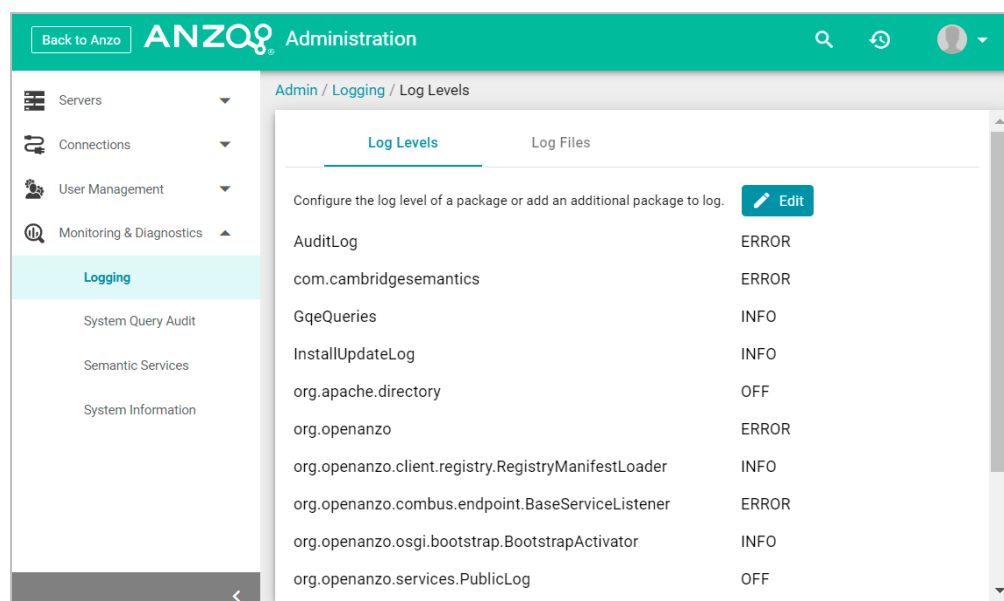 Back to Anzo ANZO® Administration
Admin / Logging / Log Levels
Servers
Connections
User Management
Monitoring & Diagnostics
Logging
System Query Audit
Semantic Services
System Information
Log Levels Log Files
Configure the log level of a package or add an additional package to log. Edit
AuditLog ERROR
com.cambridgesemantics ERROR
GqeQueries INFO
InstallUpdateLog INFO
org.apache.directory OFF
org.openanzo ERROR
org.openanzo.client.registry.RegistryManifestLoader INFO
org.openanzo.combus.endpoint.BaseServiceListener ERROR
org.openanzo.osgi.bootstrap.BootstrapActivator INFO
org.openanzo.services.PublicLog OFF